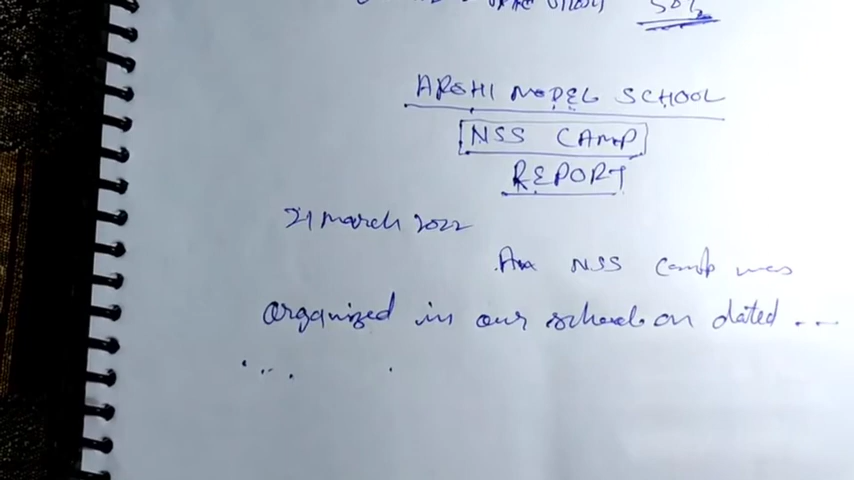 ARSHI MODEL SCHOOL
NSS CAMP
REPORT
21 March 2022
An NSS Camp was
organized in our school on dated ...
....